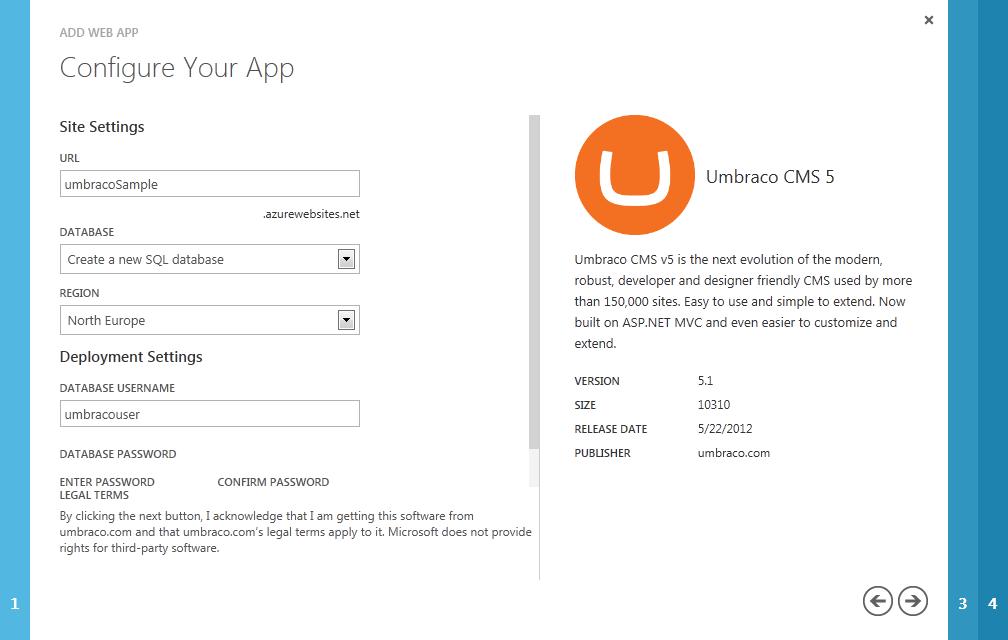 ADD WEB APP
Configure Your App
Site Settings
URL
umbracoSample
.azurewebsites.net
DATABASE
Create a new SQL database
REGION
North Europe
Deployment Settings
DATABASE USERNAME
umbracouser
DATABASE PASSWORD
ENTER PASSWORD CONFIRM PASSWORD
LEGAL TERMS
By clicking the next button, I acknowledge that I am getting this software from
umbraco.com and that umbraco.com's legal terms apply to it. Microsoft does not provide
rights for third-party software.
Umbraco CMS 5
Umbraco CMS v5 is the next evolution of the modern,
robust, developer and designer friendly CMS used by more
than 150,000 sites. Easy to use and simple to extend. Now
built on ASP.NET MVC and even easier to customize and
extend.
VERSION 5.1
SIZE 10310
RELEASE DATE 5/22/2012
PUBLISHER umbraco.com
1
3 4